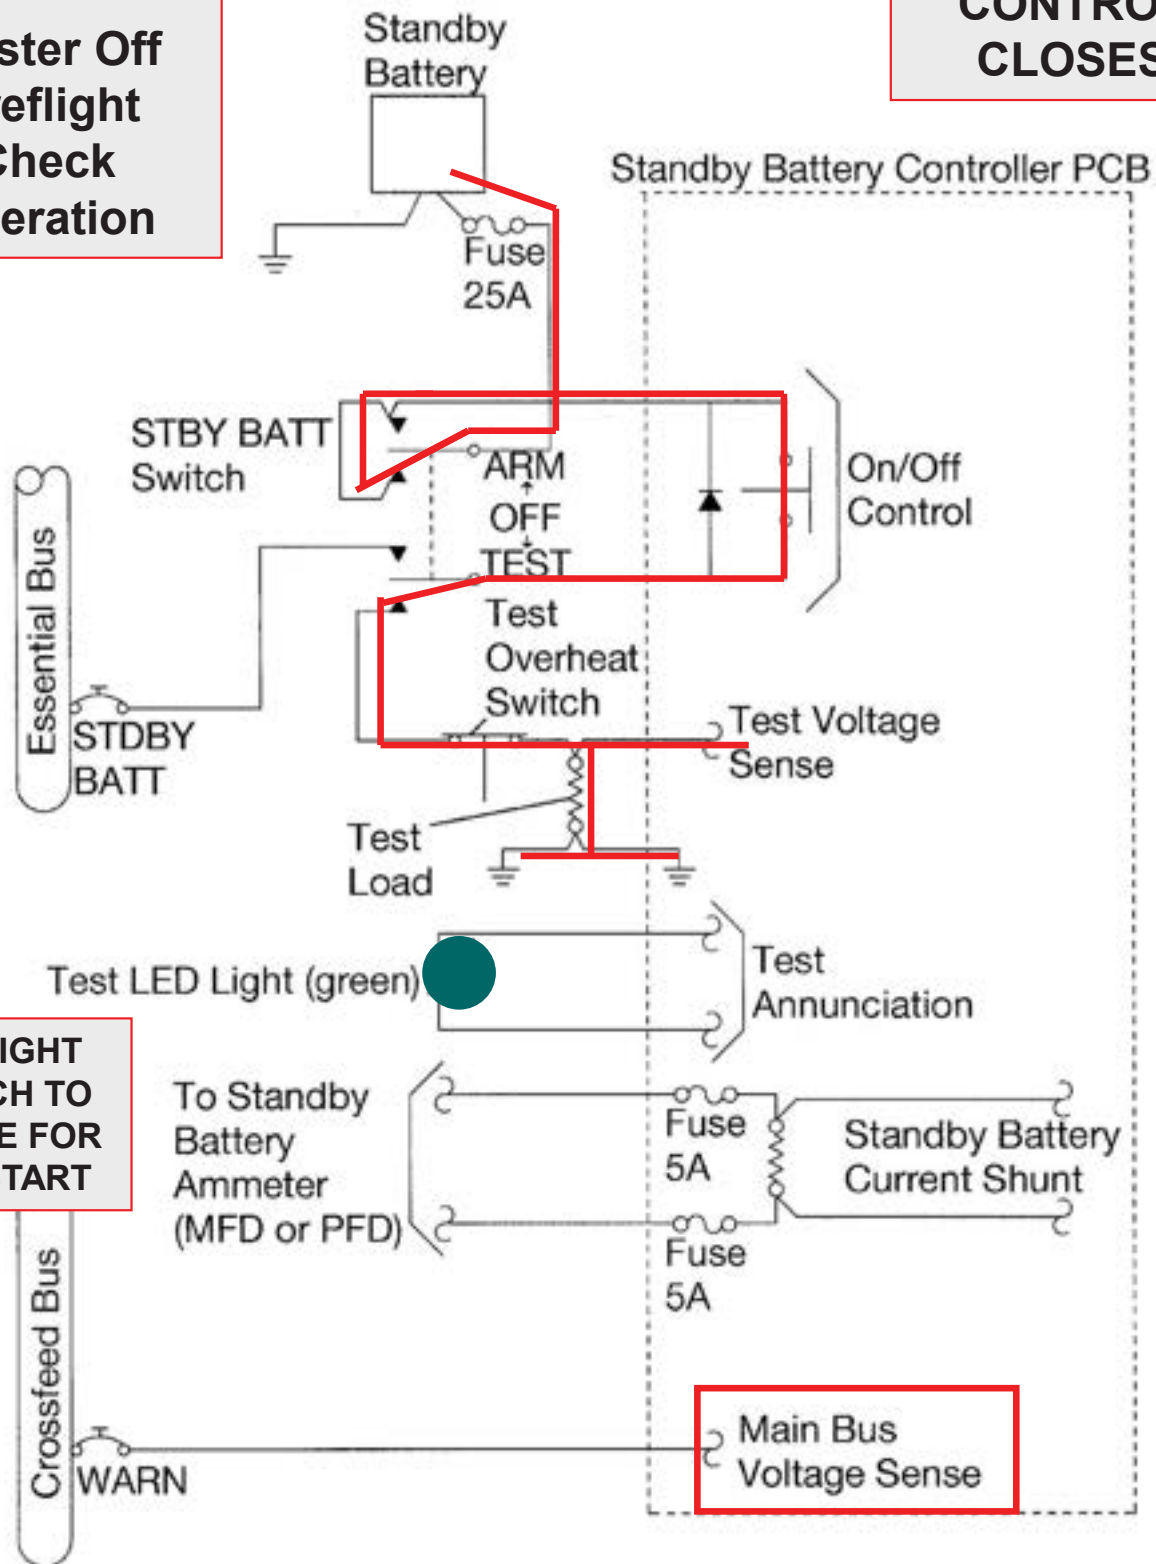 ster Off
eflight
Check
eration
Standby
Battery
CONTRO
CLOSES
Standby Battery Controller PCB
Fuse
25A
STBY BATT
Switch
ARM
OFF
TEST
On/Off
Control
Essential Bus
STDBY
BATT
Test
Overheat
Switch
Test Voltage
Sense
Test
Load
Test LED Light (green)
Test
Annunciation
IGHT
CH TO
E FOR
START
To Standby
Battery
Ammeter
(MFD or PFD)
Fuse
5A
Standby Battery
Current Shunt
Fuse
5A
Crossfeed Bus
WARN
Main Bus
Voltage Sense